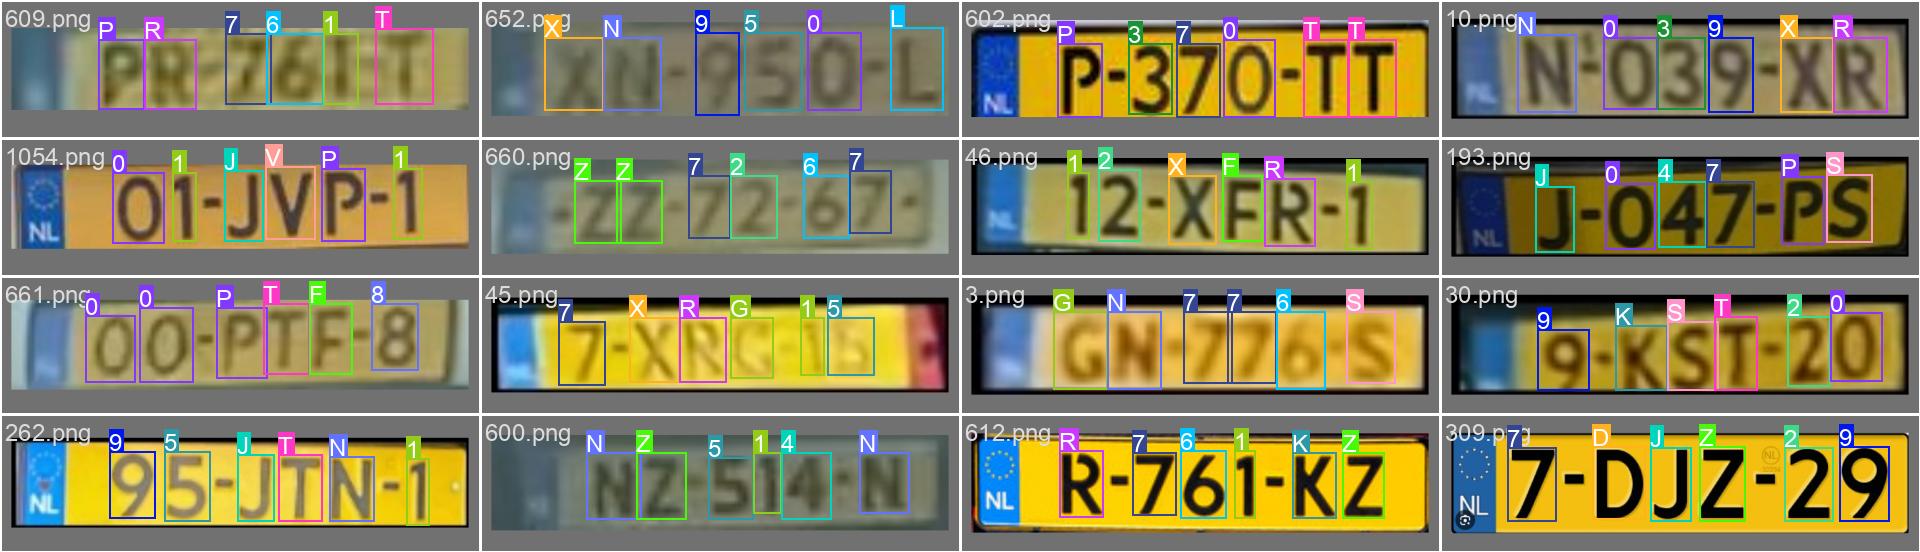 609.png
P R 7 6 1 T
PR-761-T
652.png
X N 9 5 0 L
XN-950-L
602.png
P 3 7 0 T T
NL P-370-TT
10.png
N 0 3 9 X R
NL N-039-XR
1054.png
0 1 J V P 1
NL 01-JVP-1
660.png
Z Z 7 2 6 7
ZZ-72-67
46.png
1 2 X F R 1
NL 12-XFR-1
193.png
J 0 4 7 P S
NL J-047-PS
661.png
0 0 P T F 8
00-PTF-8
45.png
7 X R G 1 5
7-XRG-15
3.png
G N 7 7 6 S
GN-776-S
30.png
9 K S T 2 0
9-KST-20
262.png
9 5 J T N 1
NL 95-JTN-1
600.png
N Z 5 1 4 N
NZ-514-N
612.png
R 7 6 1 K Z
NL R-761-KZ
309.png
7 D J Z 2 9
NL 7-DJZ-29